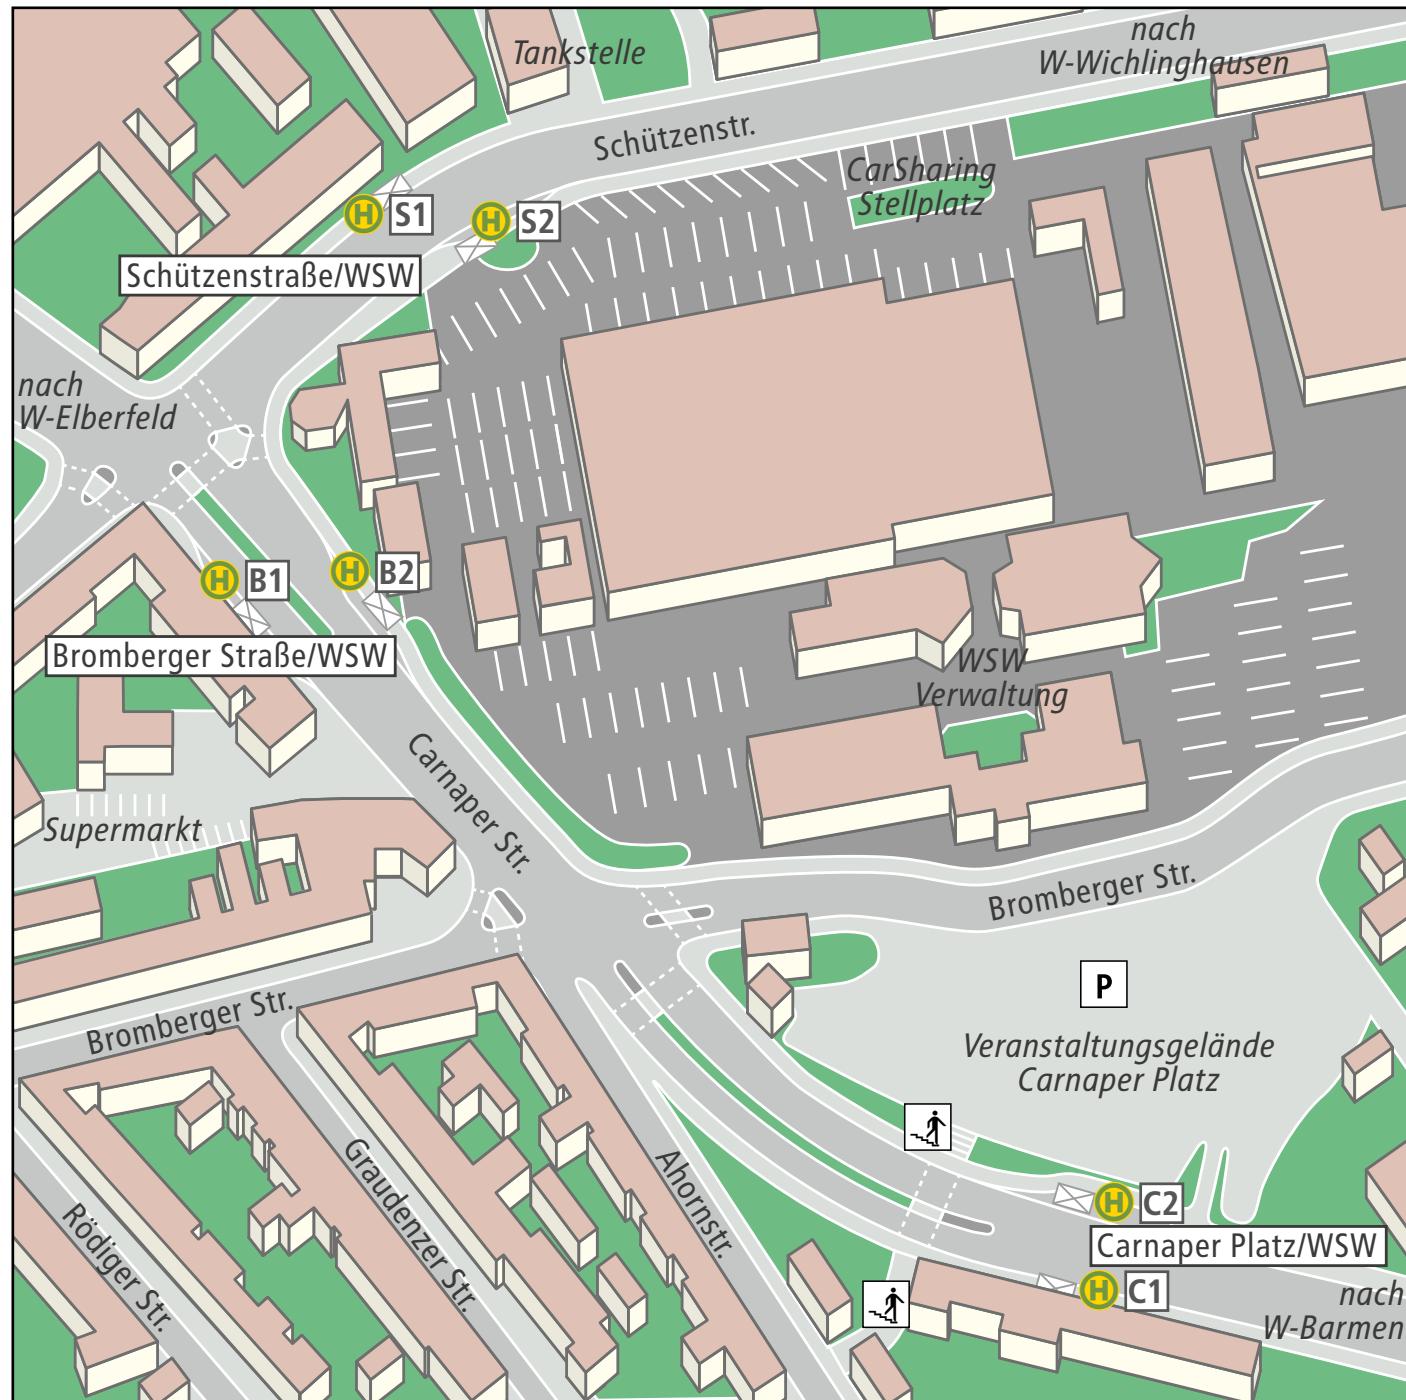 Tankstelle
nach
W-Wichlinghausen
Schützenstr.
CarSharing
Stellplatz
H S1
H S2
Schützenstraße/WSW
nach
W-Elberfeld
H B1
H B2
Bromberger Straße/WSW
WSW
Verwaltung
Carnaper Str.
Supermarkt
Bromberger Str.
P
Bromberger Str.
Veranstaltungsgelände
Carnaper Platz
Ahornstr.
Graudenzer Str.
Rödiger Str.
H C2
Carnaper Platz/WSW
H C1
nach
W-Barmen